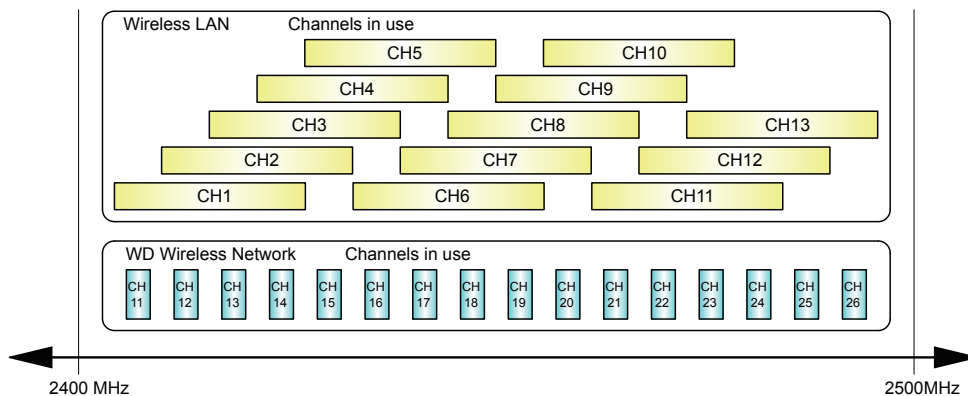 Wireless LAN Channels in use
CH5 CH10
CH4 CH9
CH3 CH8 CH13
CH2 CH7 CH12
CH1 CH6 CH11
WD Wireless Network Channels in use
CH CH CH CH CH CH CH CH CH CH CH CH CH CH CH CH
11 12 13 14 15 16 17 18 19 20 21 22 23 24 25 26
2400 MHz 2500MHz